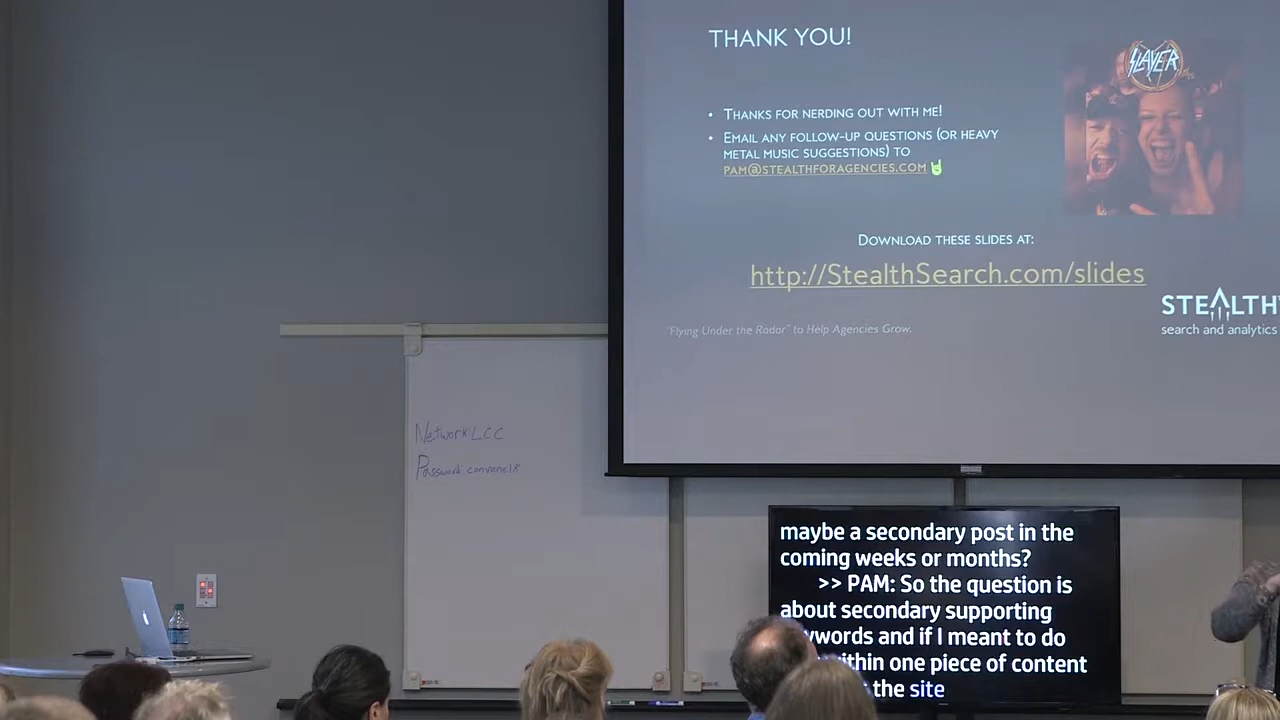 THANK YOU!
SLAYER
• THANKS FOR NERDING OUT WITH ME!
• EMAIL ANY FOLLOW-UP QUESTIONS (OR HEAVY
METAL MUSIC SUGGESTIONS) TO
PAM@STEALTHFORAGENCIES.COM
DOWNLOAD THESE SLIDES AT:
http://StealthSearch.com/slides
STEALTH
search and analytics
"Flying Under the Radar" to Help Agencies Grow.
Network: LCC
Password:
maybe a secondary post in the
coming weeks or months?
>> PAM: So the question is
about secondary supporting
and if I meant to do
within one piece of content
the site